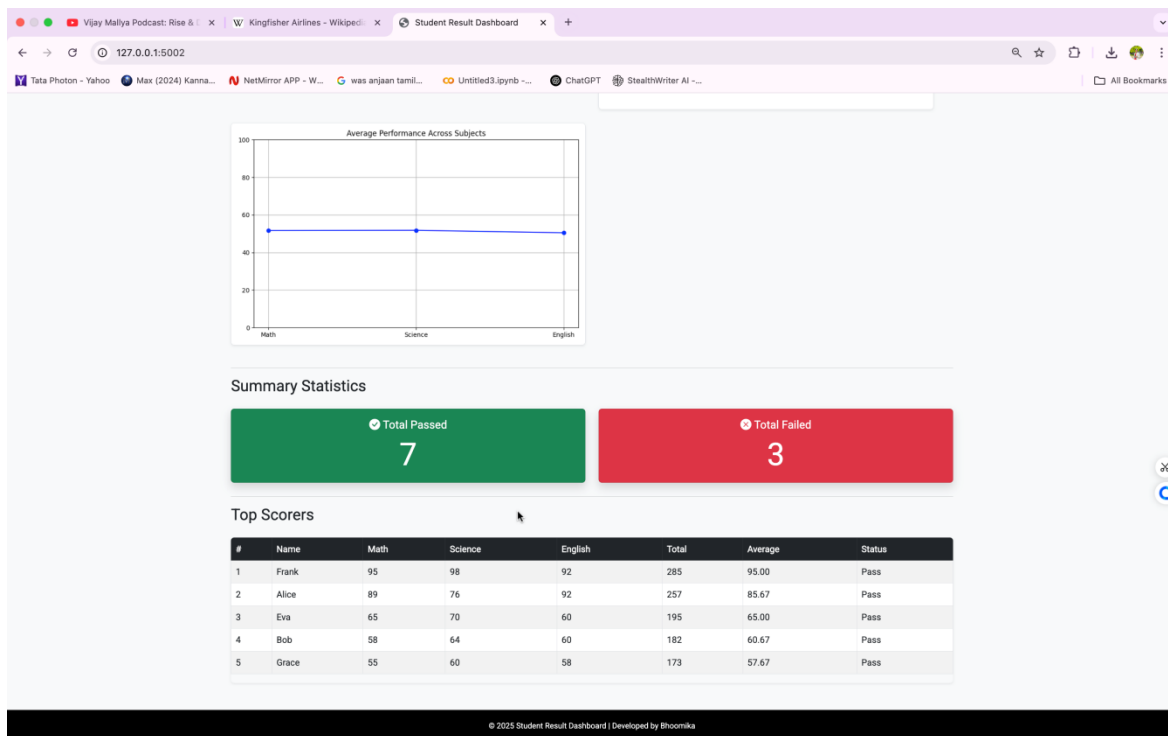 Vijay Mallya Podcast: Rise & D
Kingfisher Airlines - Wikipedi
Student Result Dashboard
127.0.0.1:5002
Tata Photon - Yahoo
Max (2024) Kanna...
NetMirror APP - W...
was anjaan tamil...
Untitled3.ipynb -...
ChatGPT
StealthWriter AI -...
All Bookmarks
Average Performance Across Subjects
100
80
60
40
20
0
Math Science English
Summary Statistics
Total Passed
7
Total Failed
3
Top Scorers
# Name Math Science English Total Average Status
1 Frank 95 98 92 285 95.00 Pass
2 Alice 89 76 92 257 85.67 Pass
3 Eva 65 70 60 195 65.00 Pass
4 Bob 58 64 60 182 60.67 Pass
5 Grace 55 60 58 173 57.67 Pass
© 2025 Student Result Dashboard | Developed by Bhoomika